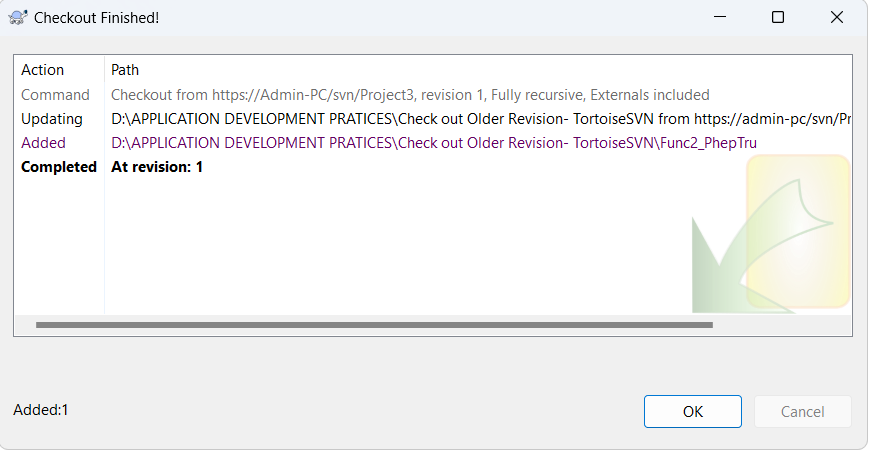 Checkout Finished!
Action Path
Command Checkout from https://Admin-PC/svn/Project3, revision 1, Fully recursive, Externals included
Updating D:\APPLICATION DEVELOPMENT PRATICES\Check out Older Revision- TortoiseSVN from https://admin-pc/svn/Pr
Added D:\APPLICATION DEVELOPMENT PRATICES\Check out Older Revision- TortoiseSVN\Func2_PhepTru
Completed At revision: 1
Added:1
OK Cancel